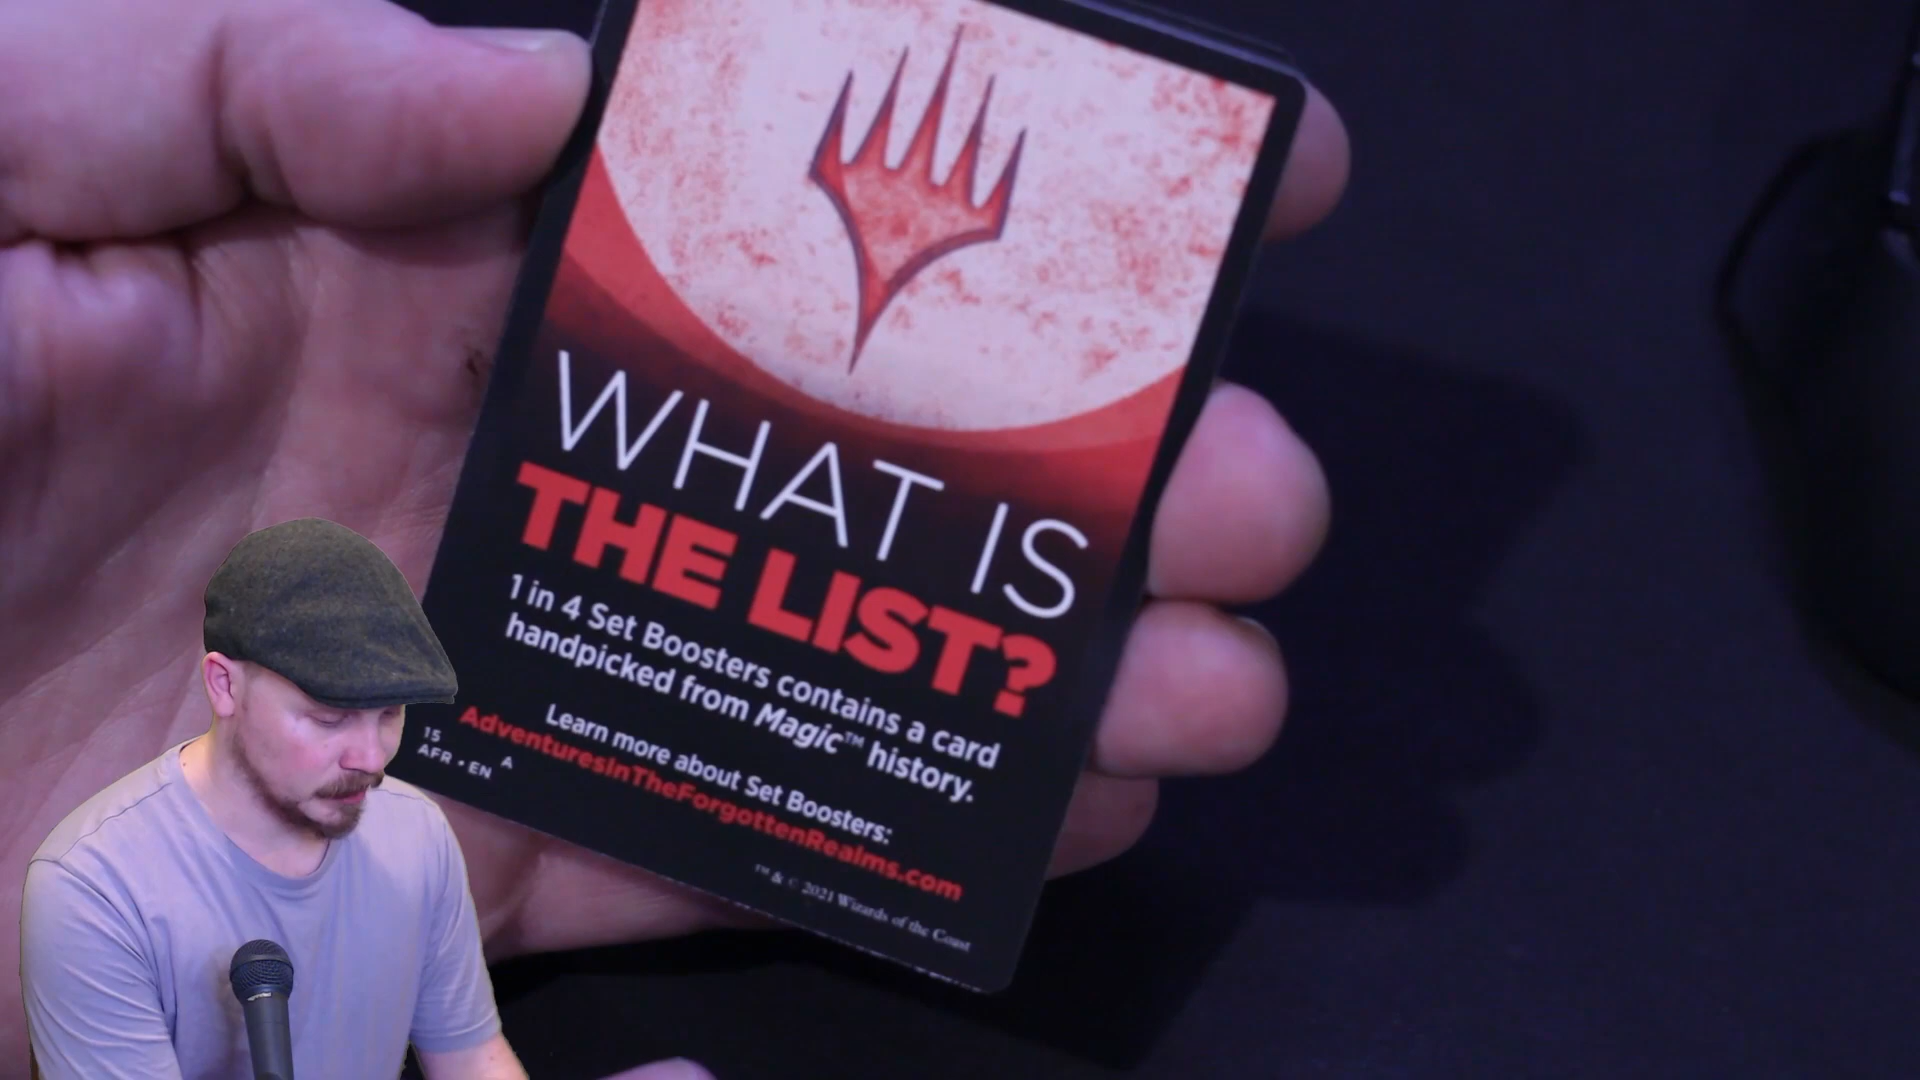 WHAT IS
THE LIST?
1 in 4 Set Boosters contains a card
handpicked from Magic™ history.
Learn more about Set Boosters:
AdventuresInTheForgottenRealms.com
15 A
AFR • EN
™ & © 2021 Wizards of the Coast